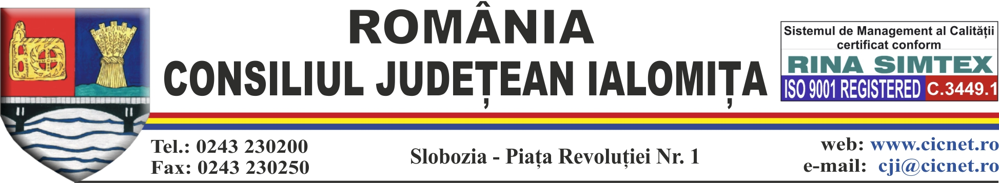 ROMÂNIA
CONSILIUL JUDEȚEAN IALOMIȚA
Sistemul de Management al Calității
certificat conform
RINA SIMTEX
ISO 9001 REGISTERED C.3449.1
Tel.: 0243 230200
Fax: 0243 230250
Slobozia - Piața Revoluției Nr. 1
web: www.cicnet.ro
e-mail: cji@cicnet.ro